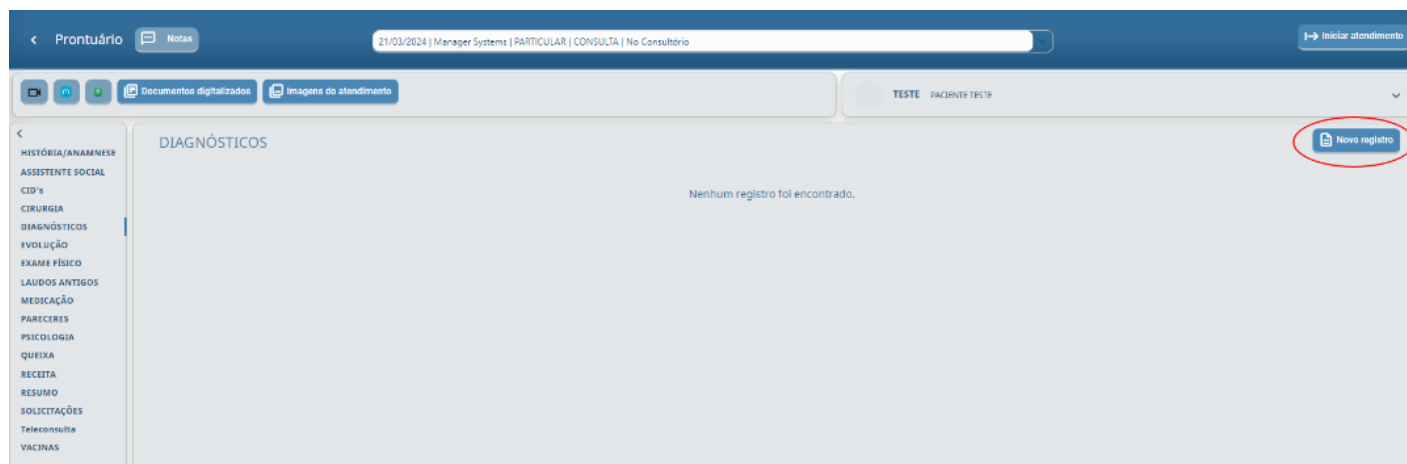 Prontuário
Notas
21/03/2024 | Manager Systems | PARTICULAR | CONSULTA | No Consultório
Iniciar atendimento
Documentos digitalizados
Imagens do atendimento
TESTE PACIENTE TESTE
DIAGNÓSTICOS
Novo registro
Nenhum registro foi encontrado.
HISTÓRIA/ANAMNESE
ASSISTENTE SOCIAL
CID's
CIRURGIA
DIAGNÓSTICOS
EVOLUÇÃO
EXAME FÍSICO
LAUDOS ANTIGOS
MEDICAÇÃO
PARECERES
PSICOLOGIA
QUEIXA
RECEITA
RESUMO
SOLICITAÇÕES
Teleconsulta
VACINAS